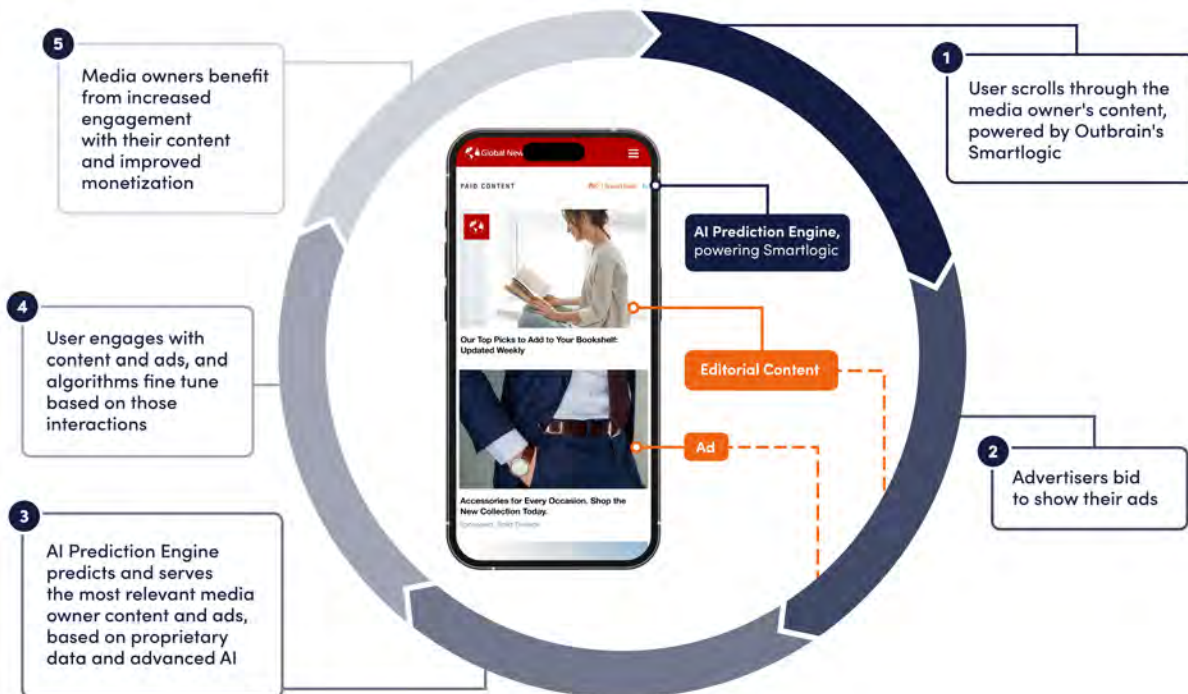 1
User scrolls through the
media owner's content,
powered by Outbrain's
Smartlogic
2
Advertisers bid
to show their ads
3
AI Prediction Engine
predicts and serves
the most relevant media
owner content and ads,
based on proprietary
data and advanced AI
4
User engages with
content and ads, and
algorithms fine tune
based on those
interactions
5
Media owners benefit
from increased
engagement
with their content
and improved
monetization
Global New
PAID CONTENT
Our Top Picks to Add to Your Bookshelf:
Updated Weekly
Accessories for Every Occasion. Shop the
New Collection Today.
AI Prediction Engine,
powering Smartlogic
Editorial Content
Ad